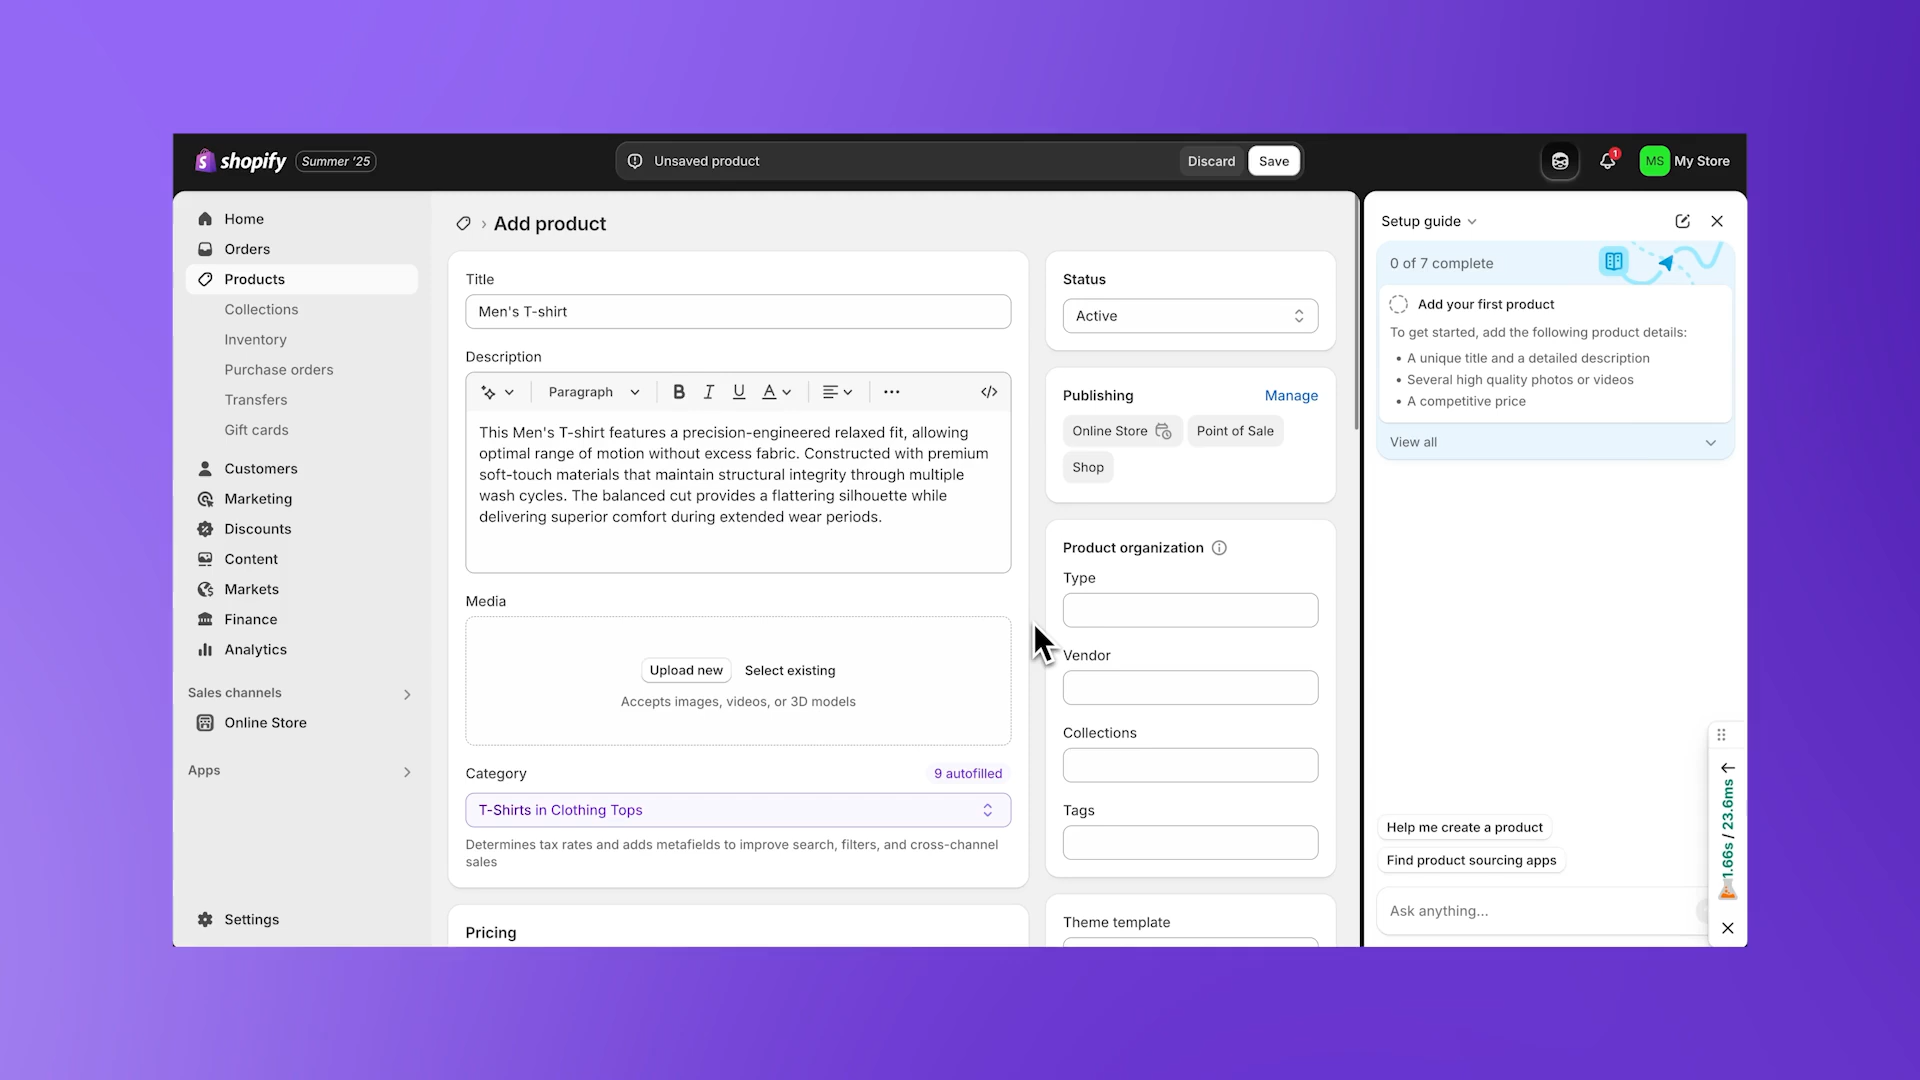 shopify Summer '25
Unsaved product
Discard
Save
1
MS My Store
Home
Orders
Products
Collections
Inventory
Purchase orders
Transfers
Gift cards
Customers
Marketing
Discounts
Content
Markets
Finance
Analytics
Sales channels
Online Store
Apps
Settings
› Add product
Title
Men's T-shirt
Description
Paragraph
B I U A ••• </>
This Men's T-shirt features a precision-engineered relaxed fit, allowing
optimal range of motion without excess fabric. Constructed with premium
soft-touch materials that maintain structural integrity through multiple
wash cycles. The balanced cut provides a flattering silhouette while
delivering superior comfort during extended wear periods.
Media
Upload new Select existing
Accepts images, videos, or 3D models
Category 9 autofilled
T-Shirts in Clothing Tops
Determines tax rates and adds metafields to improve search, filters, and cross-channel
sales
Pricing
Status
Active
Publishing Manage
Online Store Point of Sale
Shop
Product organization
Type
Vendor
Collections
Tags
Theme template
Setup guide
0 of 7 complete
Add your first product
To get started, add the following product details:
• A unique title and a detailed description
• Several high quality photos or videos
• A competitive price
View all
Help me create a product
Find product sourcing apps
Ask anything...
1.66s / 23.6ms